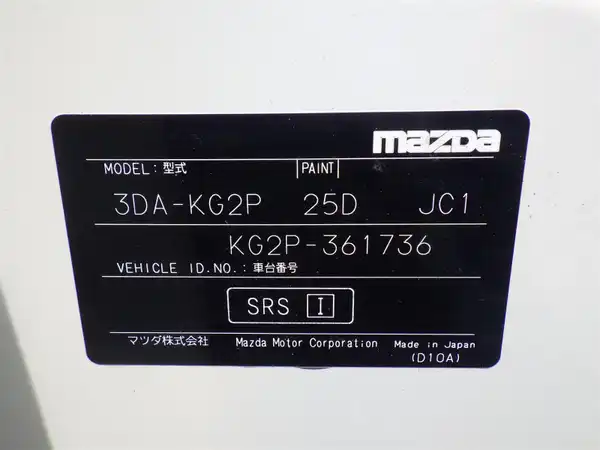 mazda
MODEL: 型式 PAINT
3DA-KG2P 25D JC1
KG2P-361736
VEHICLE ID.NO.: 車台番号
SRS I
マツダ株式会社 Mazda Motor Corporation Made in Japan
(D10A)